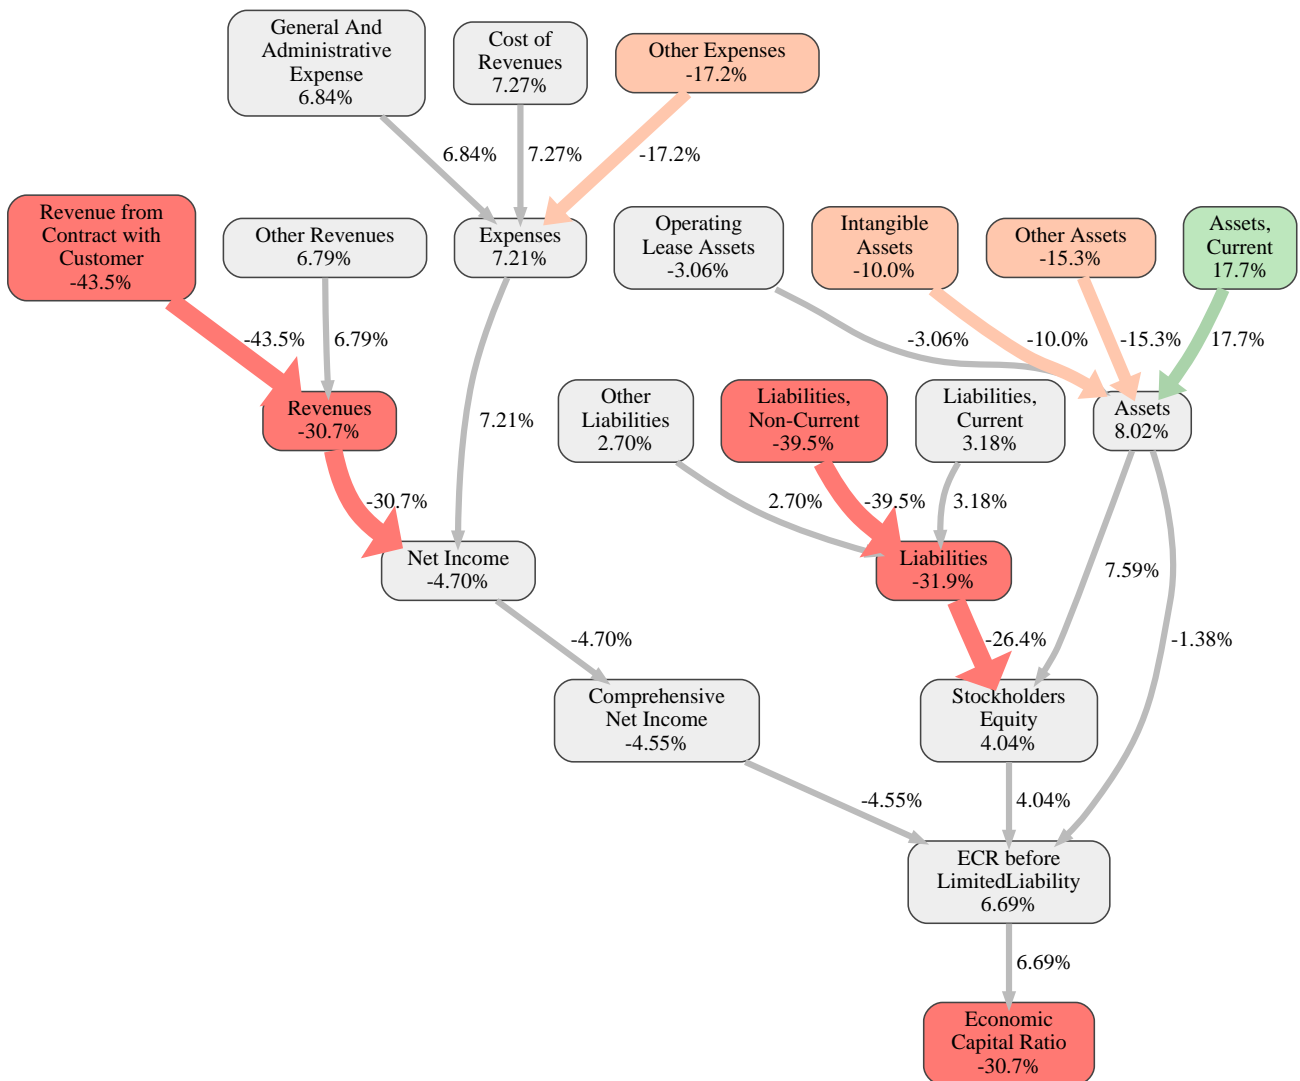 General And
Administrative
Expense
6.84%
Cost of
Revenues
7.27%
Other Expenses
-17.2%
6.84%
7.27%
-17.2%
Revenue from
Contract with
Customer
-43.5%
Other Revenues
6.79%
Expenses
7.21%
Operating
Lease Assets
-3.06%
Intangible
Assets
-10.0%
Other Assets
-15.3%
Assets,
Current
17.7%
-43.5%
6.79%
-3.06%
-10.0%
-15.3%
17.7%
Revenues
-30.7%
7.21%
Other
Liabilities
2.70%
Liabilities,
Non-Current
-39.5%
Liabilities,
Current
3.18%
Assets
8.02%
-30.7%
2.70%
-39.5%
3.18%
Net Income
-4.70%
Liabilities
-31.9%
7.59%
-1.38%
-4.70%
-26.4%
Comprehensive
Net Income
-4.55%
Stockholders
Equity
4.04%
-4.55%
4.04%
ECR before
LimitedLiability
6.69%
6.69%
Economic
Capital Ratio
-30.7%